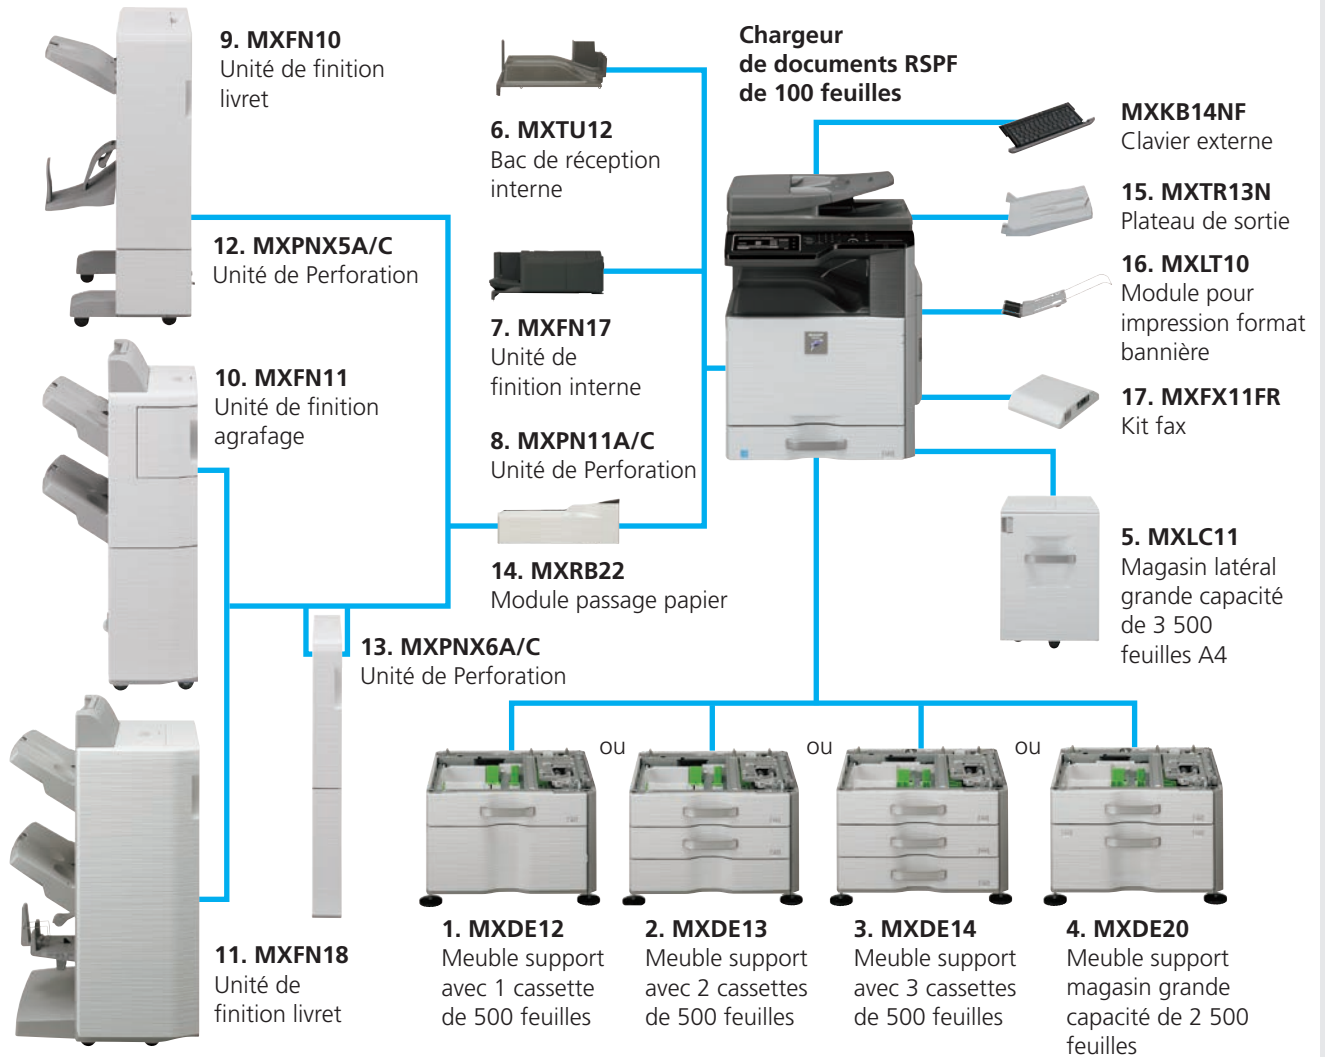 9. MXFN10
Unité de finition
livret
6. MXTU12
Bac de réception
interne
Chargeur
de documents RSPF
de 100 feuilles
MXKB14NF
Clavier externe
15. MXTR13N
Plateau de sortie
12. MXPNX5A/C
Unité de Perforation
16. MXLT10
Module pour
impression format
bannière
7. MXFN17
Unité de
finition interne
10. MXFN11
Unité de finition
agrafage
17. MXFX11FR
Kit fax
8. MXPN11A/C
Unité de Perforation
14. MXRB22
Module passage papier
5. MXLC11
Magasin latéral
grande capacité
de 3 500
feuilles A4
13. MXPNX6A/C
Unité de Perforation
ou
ou
ou
11. MXFN18
Unité de
finition livret
1. MXDE12
Meuble support
avec 1 cassette
de 500 feuilles
2. MXDE13
Meuble support
avec 2 cassettes
de 500 feuilles
3. MXDE14
Meuble support
avec 3 cassettes
de 500 feuilles
4. MXDE20
Meuble support
magasin grande
capacité de 2 500
feuilles